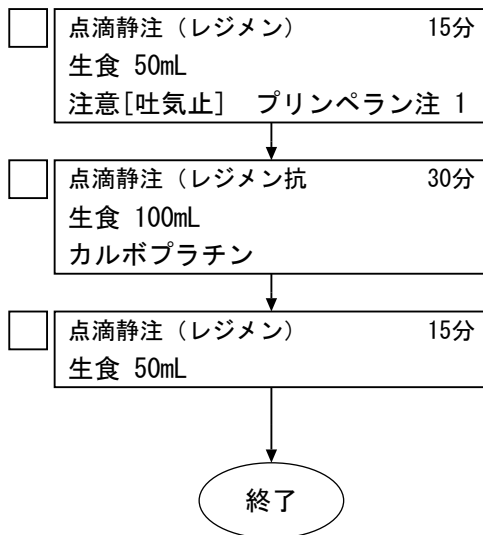 点滴静注（レジメン） 15分
生食 50mL
注意[吐気止] プリンペラン注 1
点滴静注（レジメン抗 30分
生食 100mL
カルボプラチン
点滴静注（レジメン） 15分
生食 50mL
終了